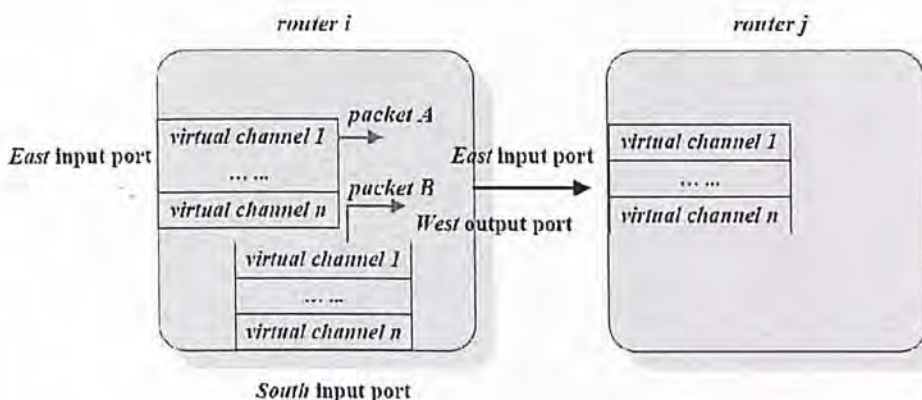 router i
router j
packet A
virtual channel 1
East input port
... ...
packet B
virtual channel n
East input port
West output port
virtual channel 1
... ...
virtual channel n
virtual channel 1
... ...
virtual channel n
South input port